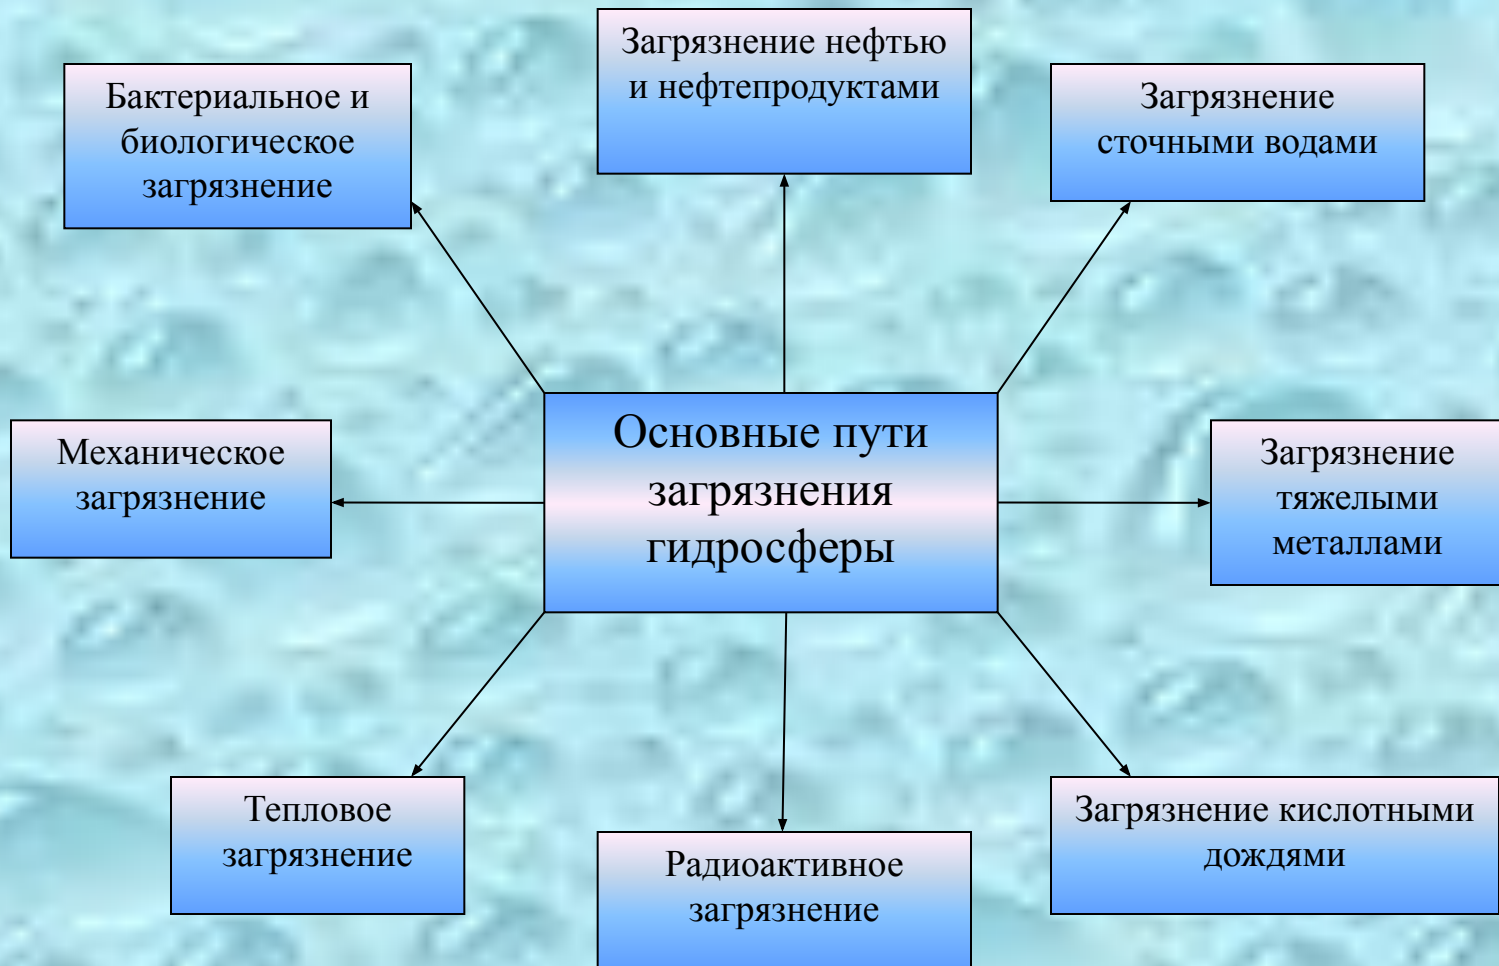 Загрязнение нефтью
и нефтепродуктами
Бактериальное и
биологическое
загрязнение
Загрязнение
сточными водами
Механическое
загрязнение
Основные пути
загрязнения
гидросферы
Загрязнение
тяжелыми
металлами
Тепловое
загрязнение
Радиоактивное
загрязнение
Загрязнение кислотными
дождями